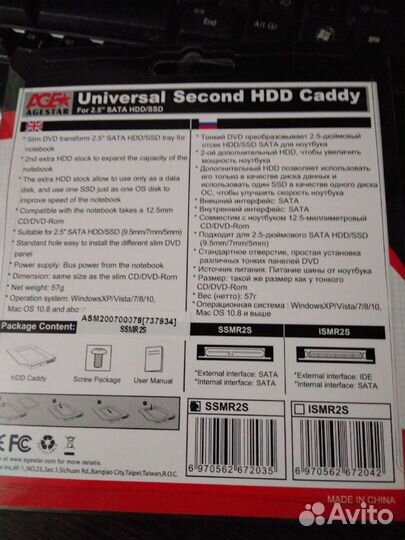 Alt Gr
AGE★
AGESTAR
Universal Second HDD Caddy
For 2.5" SATA HDD/SSD
* Slim DVD transform 2.5" SATA HDD/SSD tray for
notebook
* 2nd extra HDD stock to expand the capacity of the
notebook
* The extra HDD stock allow to use only as a data
disk, and use one SSD just as one OS disk to
improve speed of the notebook
* Compatible with the notebook takes a 12.5mm
CD/DVD-Rom
* Suitable for 2.5" SATA HDD/SSD (9.5mm/7mm/5mm)
* Standard hole easy to install the different slim DVD
panel
* Power supply: Bus power from the notebook
* Dimension: same size as the slim CD/DVD-Rom
* Net weight: 57g
* Operation system: WindowsXP/Vista/7/8/10,
Mac OS 10.8 and abo
* Тонкий DVD преобразовывает 2.5-дюймовый
отсек HDD/SSD SATA для ноутбука
* 2-ой дополнительный HDD, чтобы увеличить
мощность ноутбука
* Дополнительный HDD позволяет использовать
его только в качестве диска данных и
использовать один SSD в качестве одного диска
ОС, чтобы улучшить скорость ноутбука
* Внешний интерфейс: SATA
* Внутренний интерфейс: SATA
* Совместим с ноутбуком 12.5-миллиметровый
CD/DVD-Rom
* Подходит для 2.5-дюймового SATA HDD/SSD
(9.5mm/7mm/5mm)
* Стандартное отверстие, простая установка
различных тонких панелей DVD
* Источник питания: Питание шины от ноутбука
* Размер: такой же размер как у тонкого
CD/DVD-Rom
* Вес (нетто): 57г
* Операционная система : WindowsXP/Vista/7/8/10,
Mac OS 10.8 и выше
ASM200700078[737934]
SSMR2S
Package Content:
HDD Caddy
Screw Package
User Manual
SSMR2S
*External interface: SATA
*Internal interface: SATA
ISMR2S
*External interface: IDE
*Internal interface: SATA
SSMR2S
6 970562 672035
ISMR2S
6 970562 672042
FC
www.agestar.com for more details.
Inc,6F-1,NO.23,Sec.1,Sichuan Rd.,Banqiao City,Taipei,Taiwan,R.O.C.
MADE IN CHINA
Avito